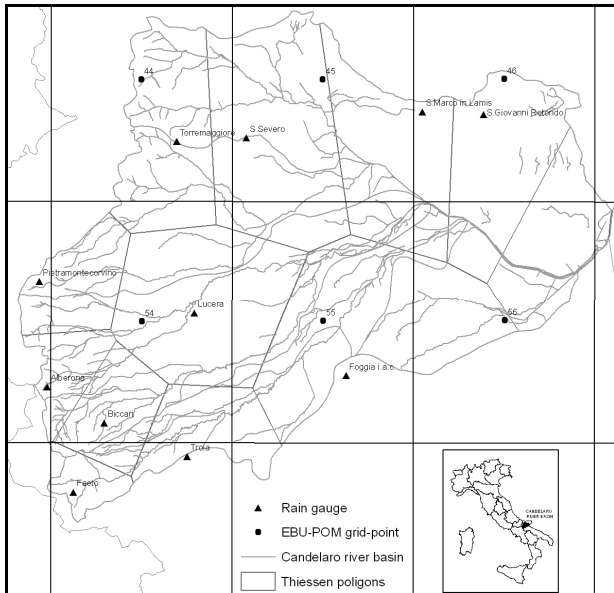 44
45
46
S.Marco in Lamis
S.Giovanni Rotondo
Torremaggiore
S.Severo
Pietramontecorvino
Lucera
54
55
56
Foggia i.a.c.
Alberona
Biccari
Troia
Faeto
Rain gauge
EBU-POM grid-point
Candelaro river basin
Thiessen poligons
CANDELARO
RIVER BASIN